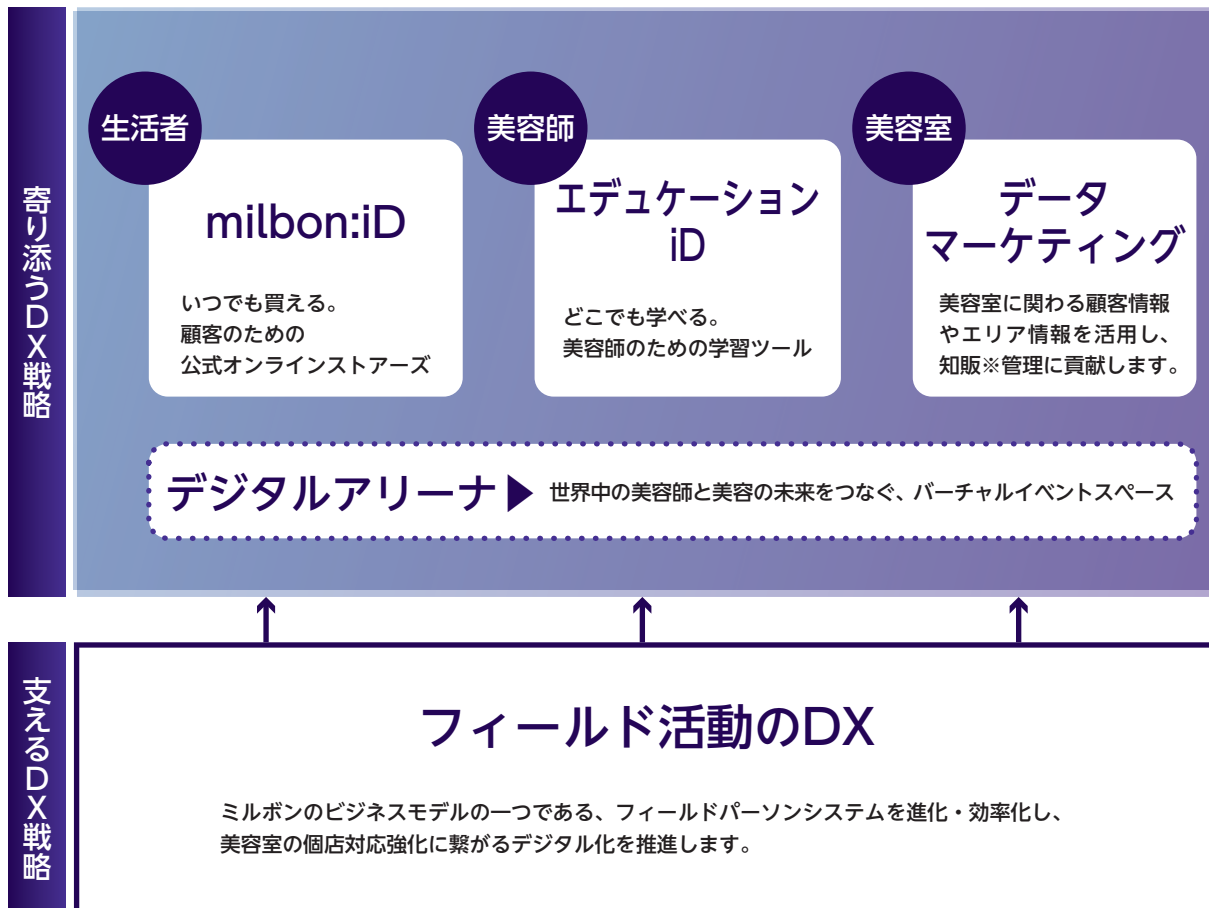 寄り添うDX戦略
生活者
milbon:iD
いつでも買える。
顧客のための
公式オンラインストアーズ
美容師
エデュケーション
iD
どこでも学べる。
美容師のための学習ツール
美容室
データ
マーケティング
美容室に関わる顧客情報
やエリア情報を活用し、
知販※管理に貢献します。
デジタルアリーナ▶ 世界中の美容師と美容の未来をつなぐ、バーチャルイベントスペース
支えるDX戦略
フィールド活動のDX
ミルボンのビジネスモデルの一つである、フィールドパーソンシステムを進化・効率化し、
美容室の個店対応強化に繋がるデジタル化を推進します。